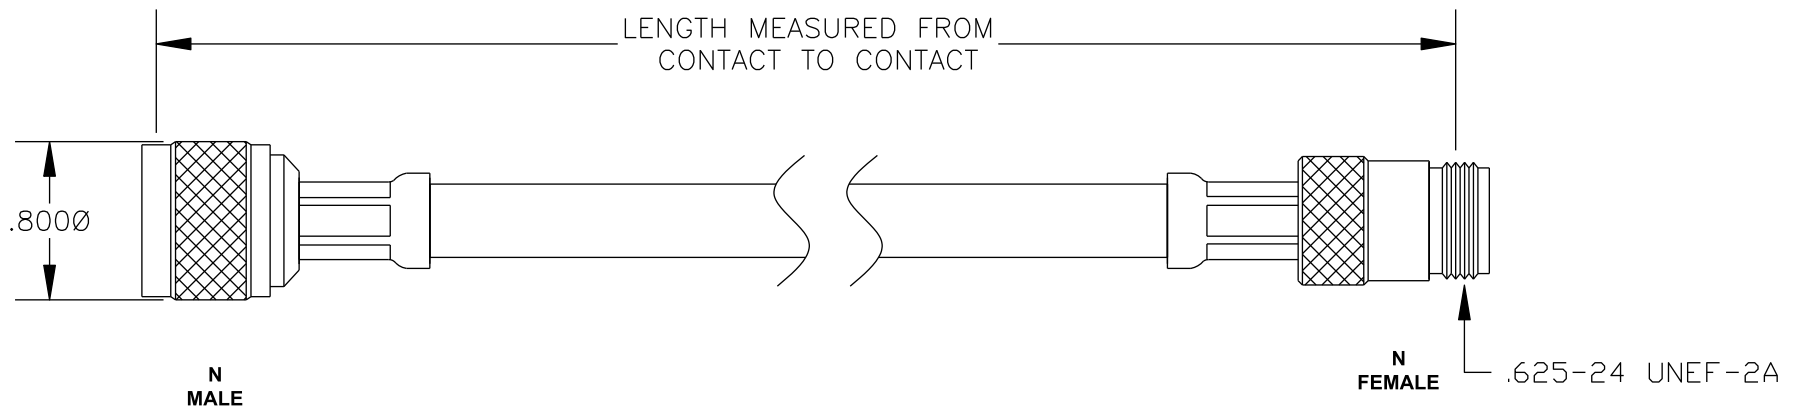 LENGTH MEASURED FROM
CONTACT TO CONTACT
.800Ø
N
MALE
N
FEMALE
.625-24 UNEF-2A